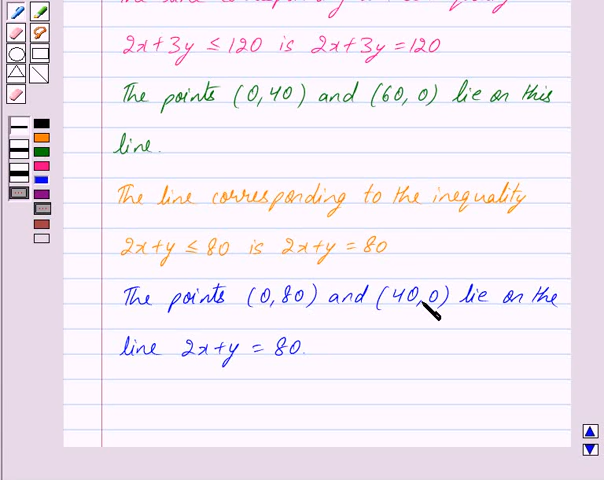 2x+3y ≤ 120 is 2x+3y = 120
The points (0,40) and (60, 0) lie on this
line.
The line corresponding to the inequality
2x+y ≤ 80 is 2x+y = 80
The points (0,80) and (40,0) lie on the
line 2x+y = 80.